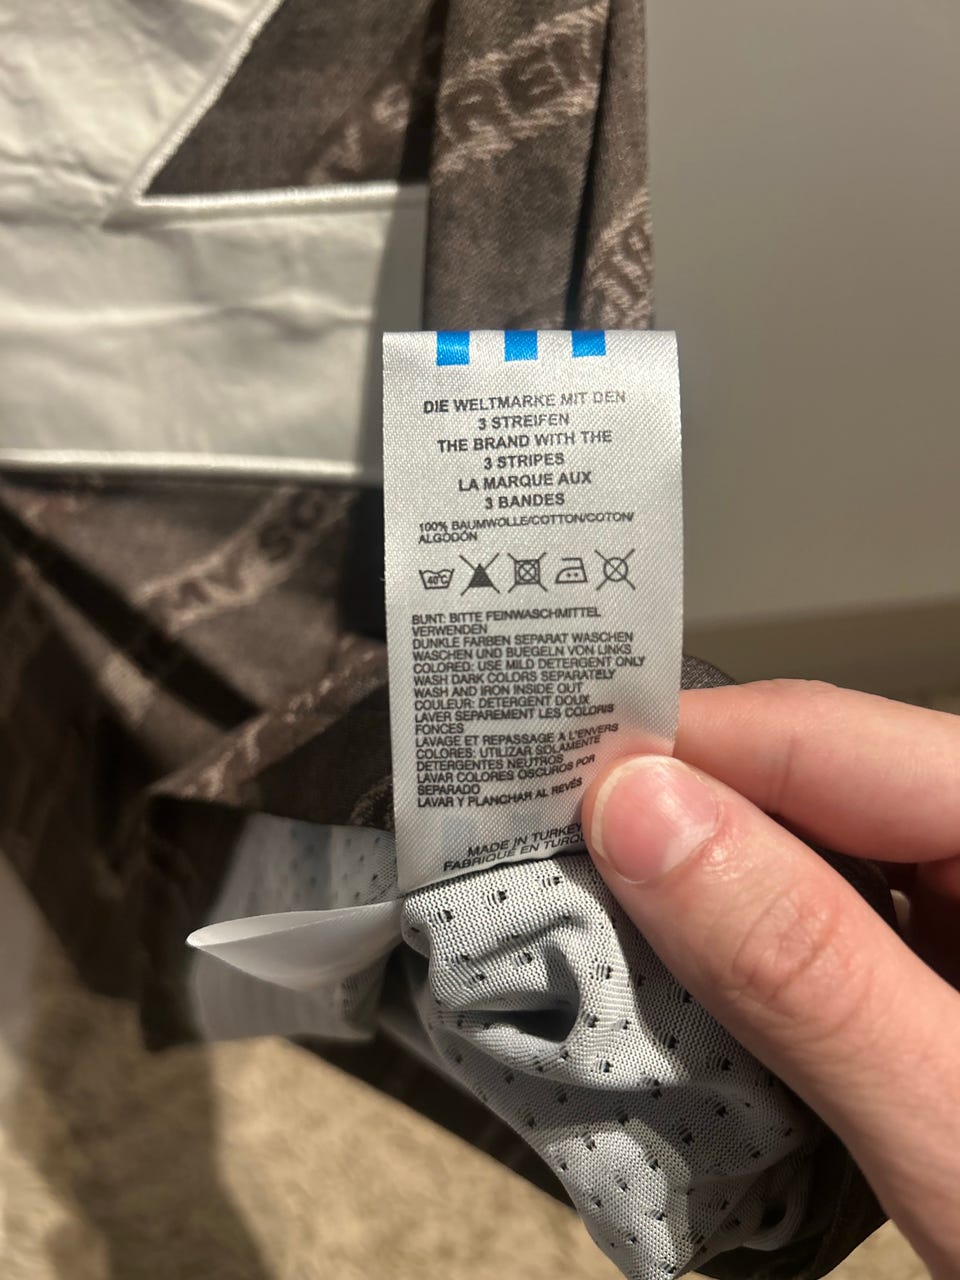 DIE WELTMARKE MIT DEN
3 STREIFEN
THE BRAND WITH THE
3 STRIPES
LA MARQUE AUX
3 BANDES
100% BAUMWOLLE/COTTON/COTON/
ALGODÓN
40°C
BUNT: BITTE FEINWASCHMITTEL
VERWENDEN
DUNKLE FARBEN SEPARAT WASCHEN
WASCHEN UND BUEGELN VON LINKS
COLORED: USE MILD DETERGENT ONLY
WASH DARK COLORS SEPARATELY
WASH AND IRON INSIDE OUT
COULEUR: DETERGENT DOUX
LAVER SEPAREMENT LES COLORIS
FONCES
LAVAGE ET REPASSAGE A L'ENVERS
COLORES: UTILIZAR SOLAMENTE
DETERGENTES NEUTROS
LAVAR COLORES OSCUROS POR
SEPARADO
LAVAR Y PLANCHAR AL REVÉS
MADE IN TURKEY
FABRIQUE EN